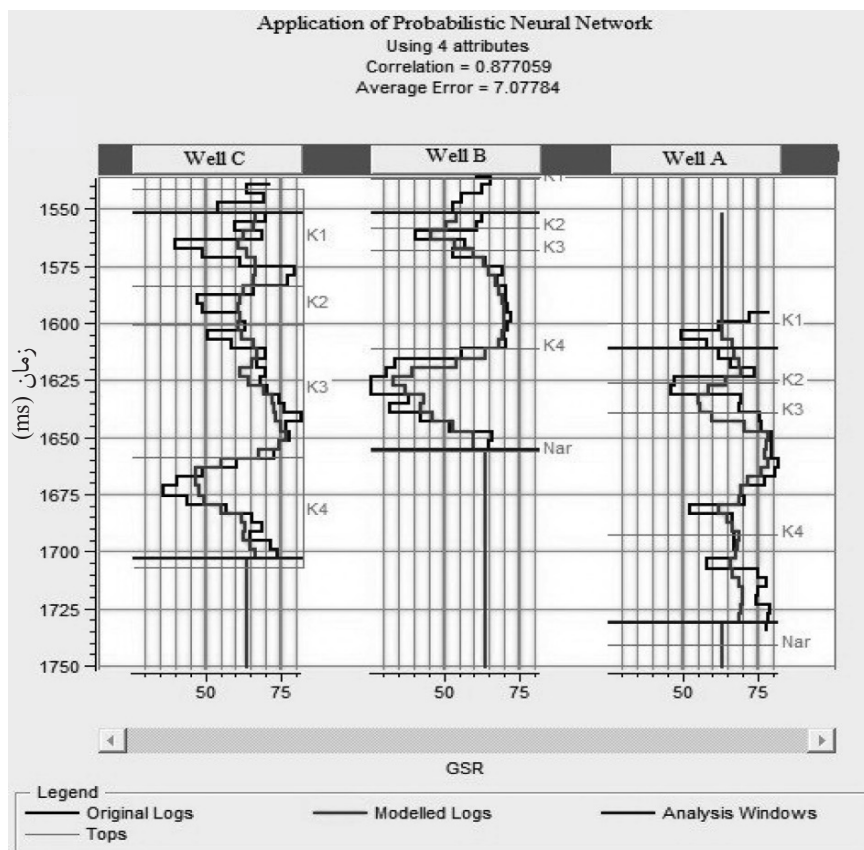 Application of Probabilistic Neural Network
Using 4 attributes
Correlation = 0.877059
Average Error = 7.07784
Well C
Well B
Well A
زمان (ms)
1550
1575
1600
1625
1650
1675
1700
1725
1750
K1
K2
K3
K4
K1
K2
K3
K4
Nar
K1
K2
K3
K4
Nar
50 75
50 75
50 75
GSR
Legend
Original Logs
Modelled Logs
Analysis Windows
Tops